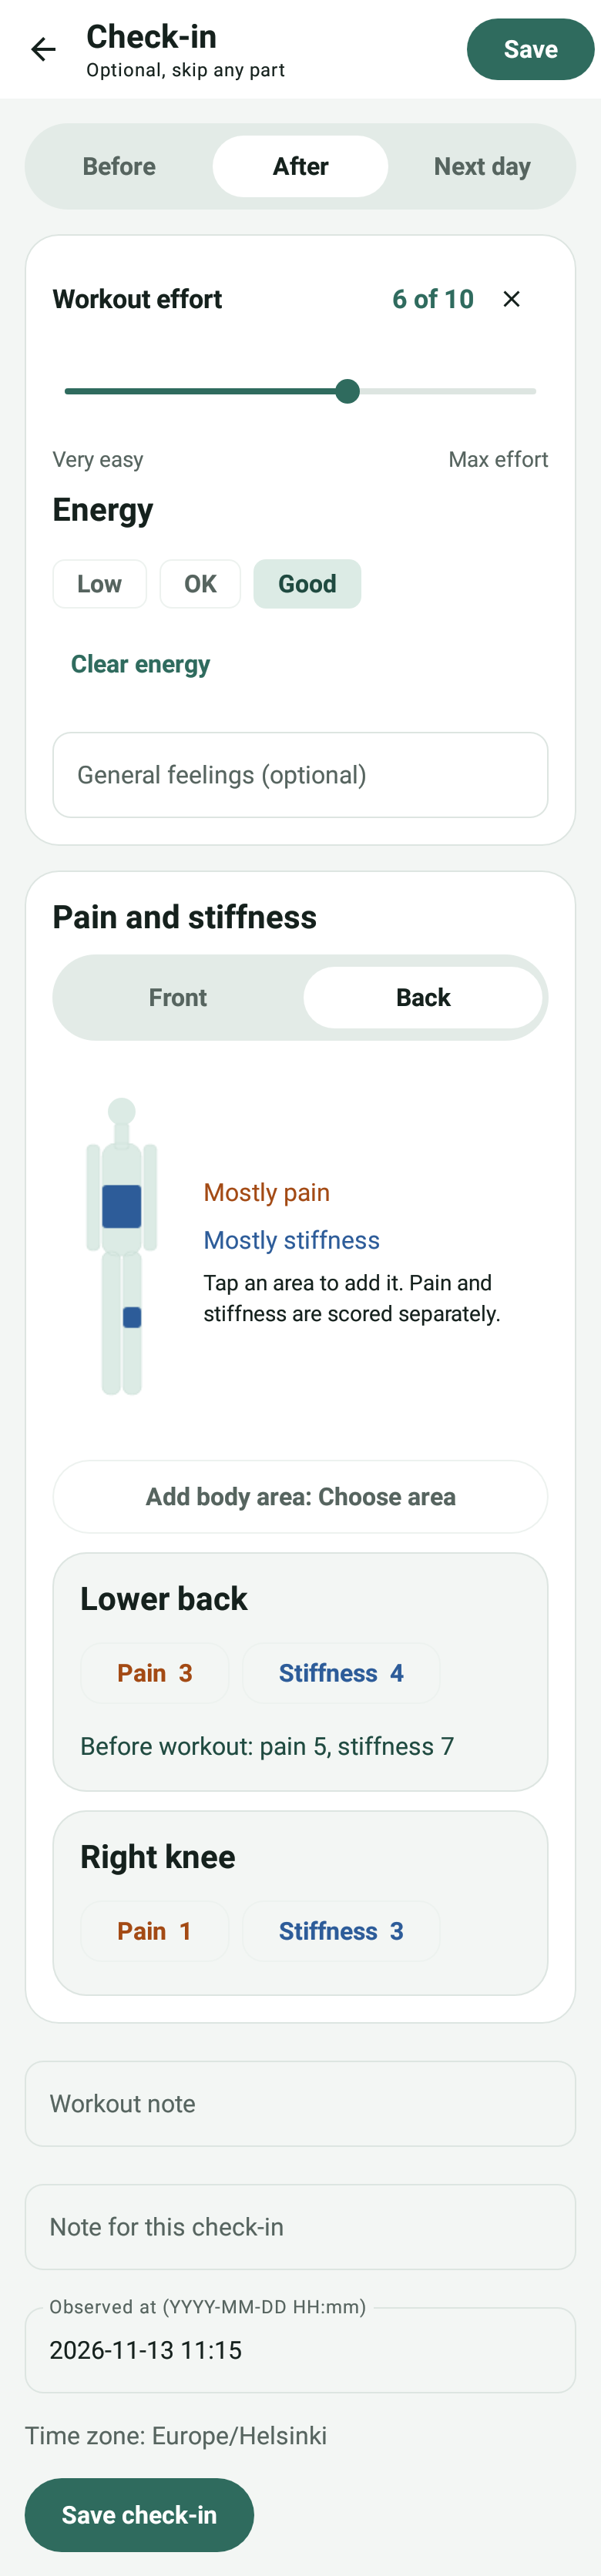 Check-in
Optional, skip any part
Save
Before
After
Next day
Workout effort
6 of 10
Very easy
Max effort
Energy
Low
OK
Good
Clear energy
General feelings (optional)
Pain and stiffness
Front
Back
Mostly pain
Mostly stiffness
Tap an area to add it. Pain and
stiffness are scored separately.
Add body area: Choose area
Lower back
Pain 3
Stiffness 4
Before workout: pain 5, stiffness 7
Right knee
Pain 1
Stiffness 3
Workout note
Note for this check-in
Observed at (YYYY-MM-DD HH:mm)
2026-11-13 11:15
Time zone: Europe/Helsinki
Save check-in